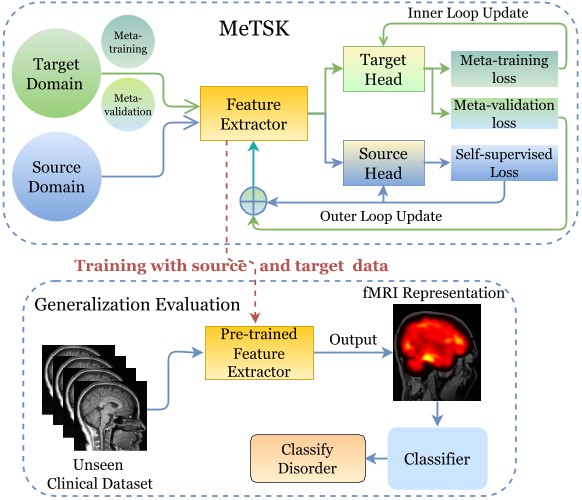 MeTSK
Inner Loop Update
Target
Domain
Meta-
training
Meta-
validation
Source
Domain
Feature
Extractor
Target
Head
Meta-training
loss
Meta-validation
loss
Source
Head
Self-supervised
Loss
Outer Loop Update
Training with source and target data
Generalization Evaluation
fMRI Representation
Pre-trained
Feature
Extractor
Output
Unseen
Clinical Dataset
Classify
Disorder
Classifier